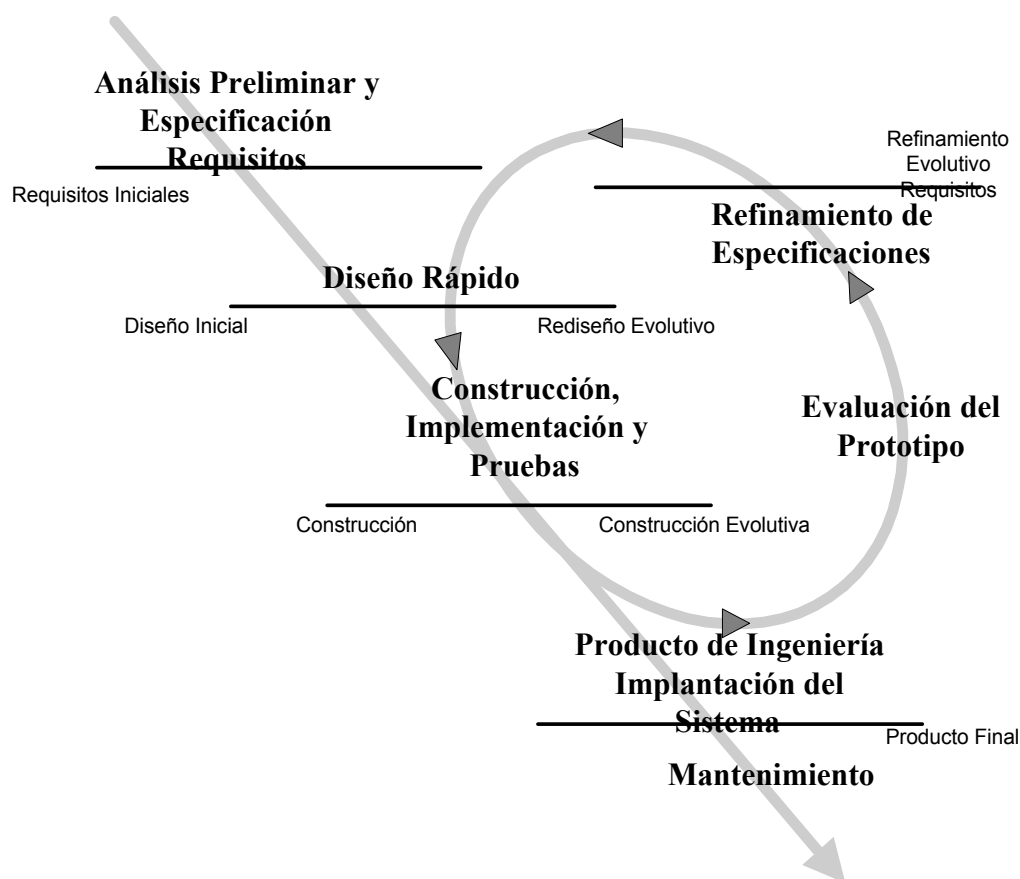 Análisis Preliminar y
Especificación
Requisitos
Requisitos Iniciales
Refinamiento
Evolutivo
Requisitos
Refinamiento de
Especificaciones
Diseño Rápido
Diseño Inicial
Rediseño Evolutivo
Construcción,
Implementación y
Pruebas
Evaluación del
Prototipo
Construcción
Construcción Evolutiva
Producto de Ingeniería
Implantación del
Sistema
Producto Final
Mantenimiento